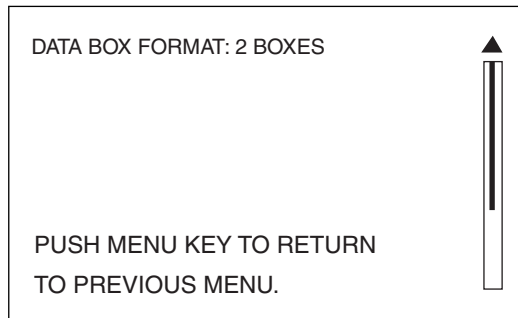 DATA BOX FORMAT: 2 BOXES
PUSH MENU KEY TO RETURN
TO PREVIOUS MENU.